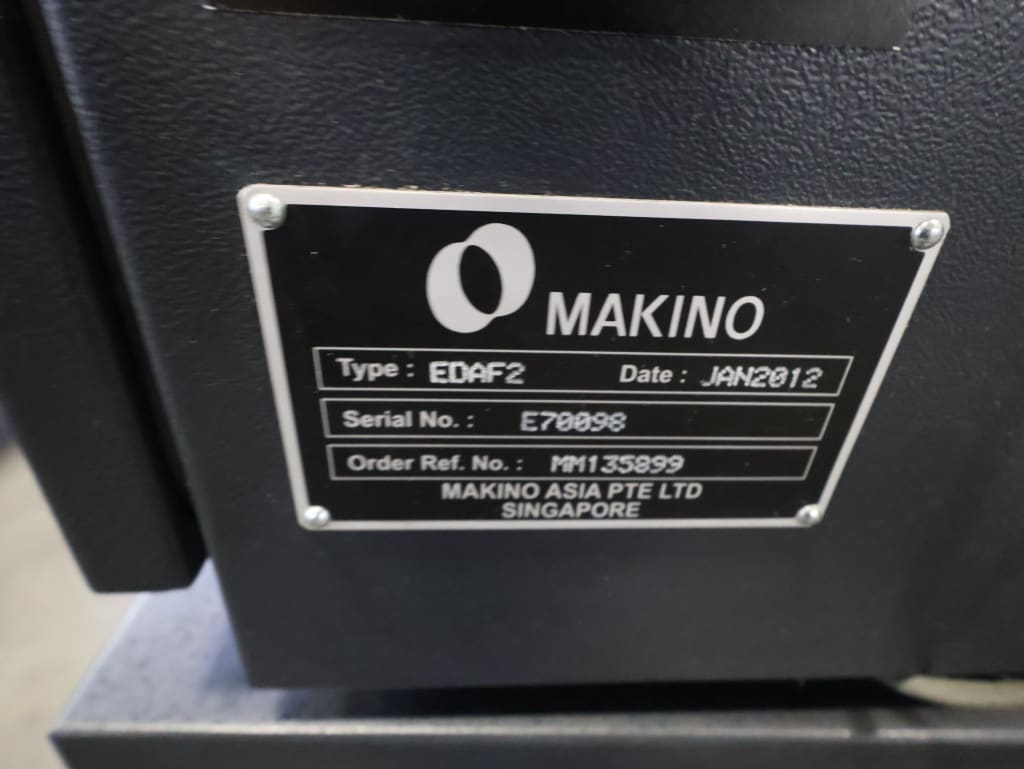 MAKINO
Type : EDAF2 Date : JAN2012
Serial No. : E70098
Order Ref. No. : MM135899
MAKINO ASIA PTE LTD
SINGAPORE